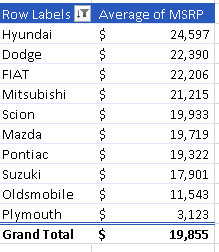 Row Labels Average of MSRP
Hyundai $ 24,597
Dodge $ 22,390
FIAT $ 22,206
Mitsubishi $ 21,215
Scion $ 19,933
Mazda $ 19,719
Pontiac $ 19,322
Suzuki $ 17,901
Oldsmobile $ 11,543
Plymouth $ 3,123
Grand Total $ 19,855